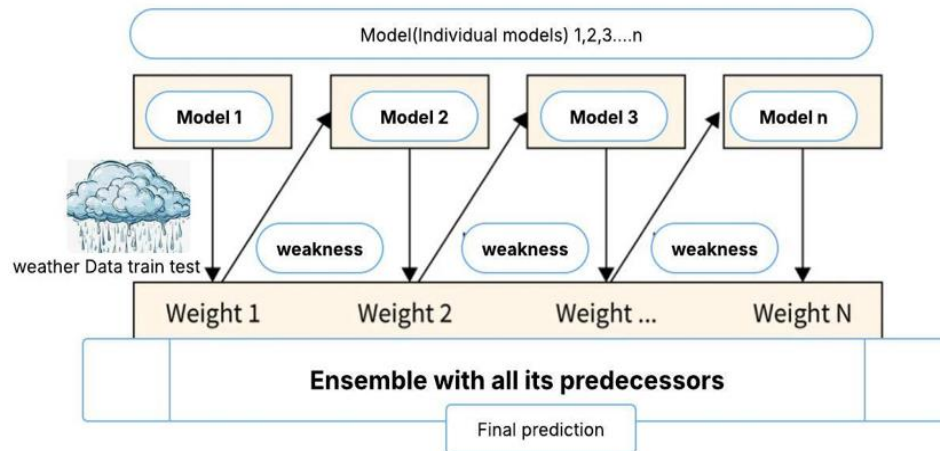 Model(Individual models) 1,2,3....n
Model 1 Model 2 Model 3 Model n
weakness weakness weakness
weather Data train test
Weight 1 Weight 2 Weight ... Weight N
Ensemble with all its predecessors
Final prediction